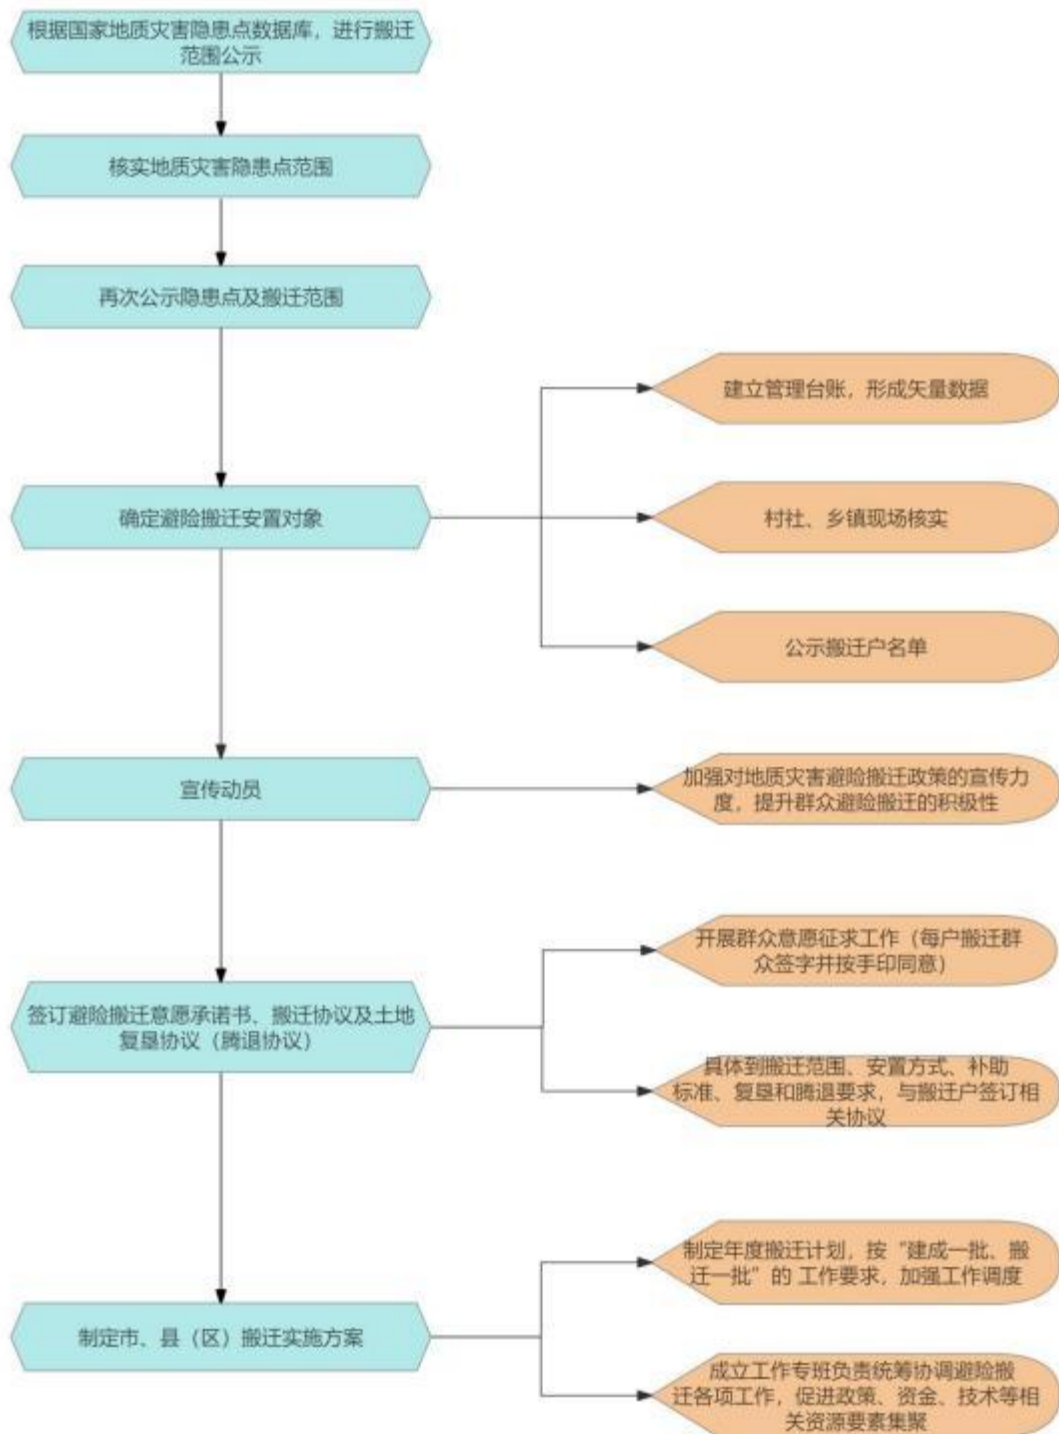 根据国家地质灾害隐患点数据库，进行搬迁
范围公示
核实地质灾害隐患点范围
再次公示隐患点及搬迁范围
建立管理台账，形成矢量数据
确定避险搬迁安置对象
村社、乡镇现场核实
公示搬迁户名单
宣传动员
加强对地质灾害避险搬迁政策的宣传力
度，提升群众避险搬迁的积极性
签订避险搬迁意愿承诺书、搬迁协议及土地
复垦协议（腾退协议）
开展群众意愿征求工作（每户搬迁群
众签字并按手印同意）
具体到搬迁范围、安置方式、补助
标准、复垦和腾退要求，与搬迁户签订相
关协议
制定市、县（区）搬迁实施方案
制定年度搬迁计划，按“建成一批、搬
迁一批”的 工作要求，加强工作调度
成立工作专班负责统筹协调避险搬
迁各项工作，促进政策、资金、技术等相
关资源要素集聚